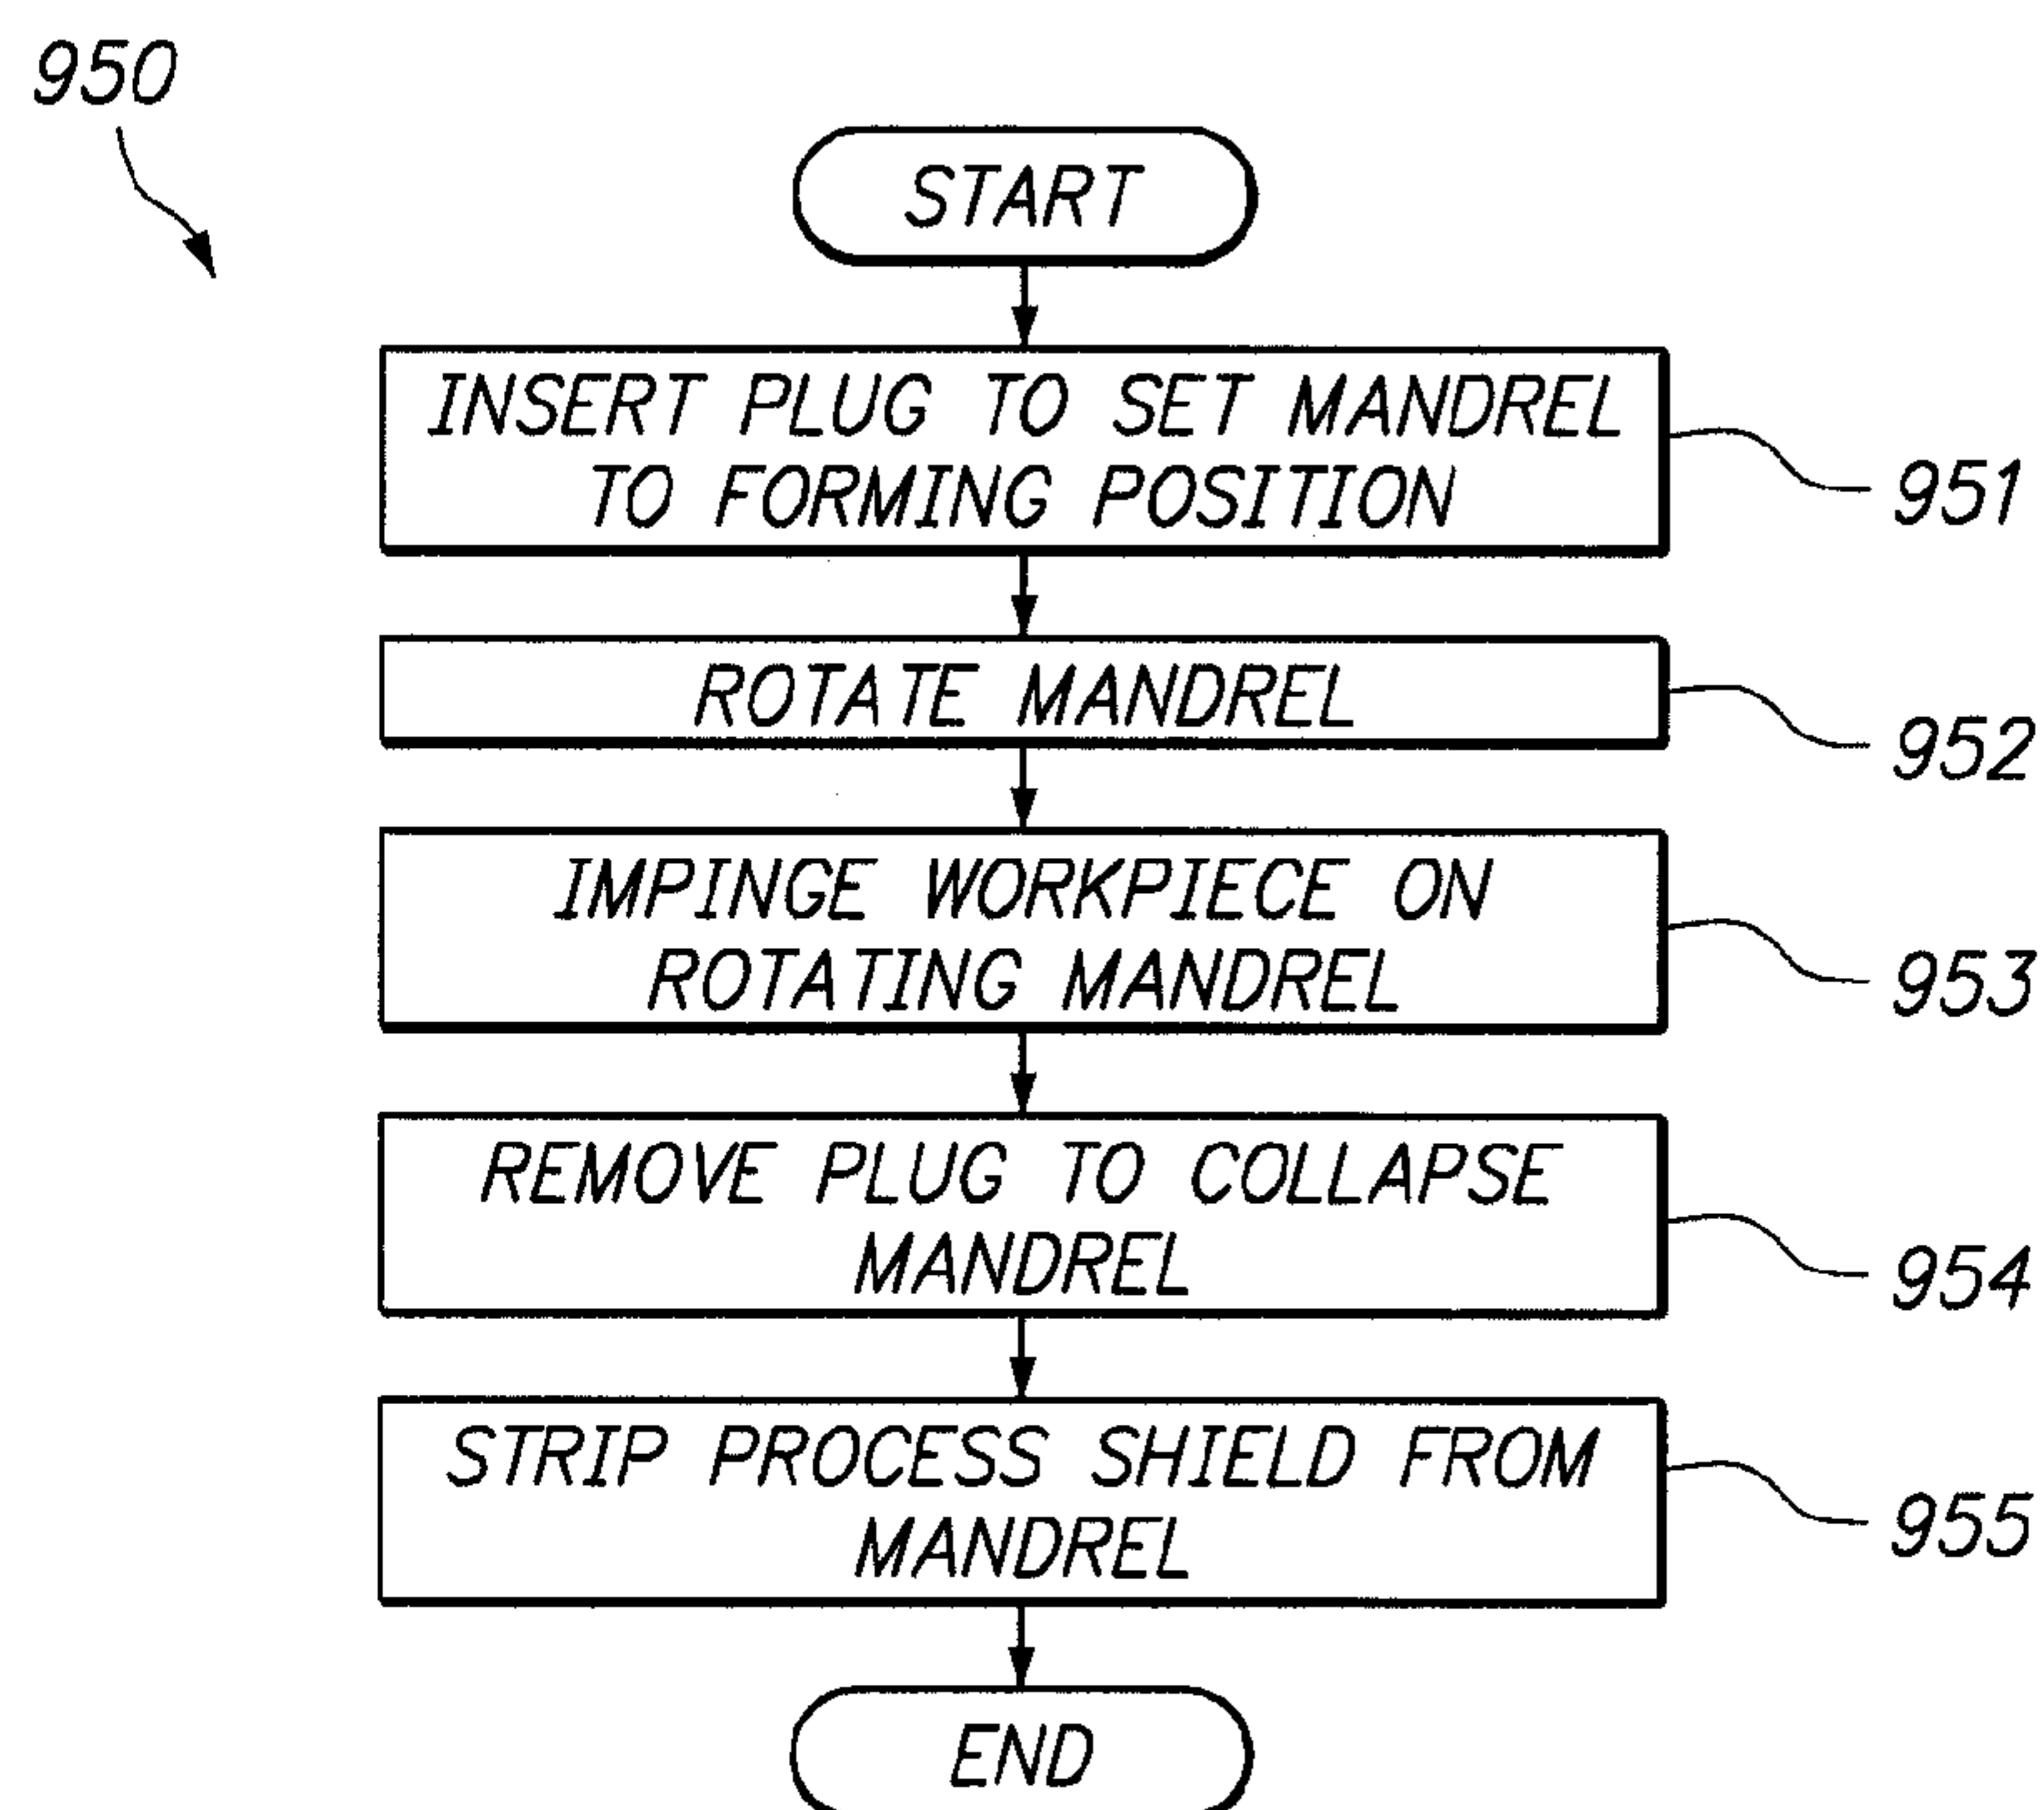 950
START
INSERT PLUG TO SET MANDREL
TO FORMING POSITION
951
ROTATE MANDREL
952
IMPINGE WORKPIECE ON
ROTATING MANDREL
953
REMOVE PLUG TO COLLAPSE
MANDREL
954
STRIP PROCESS SHIELD FROM
MANDREL
955
END